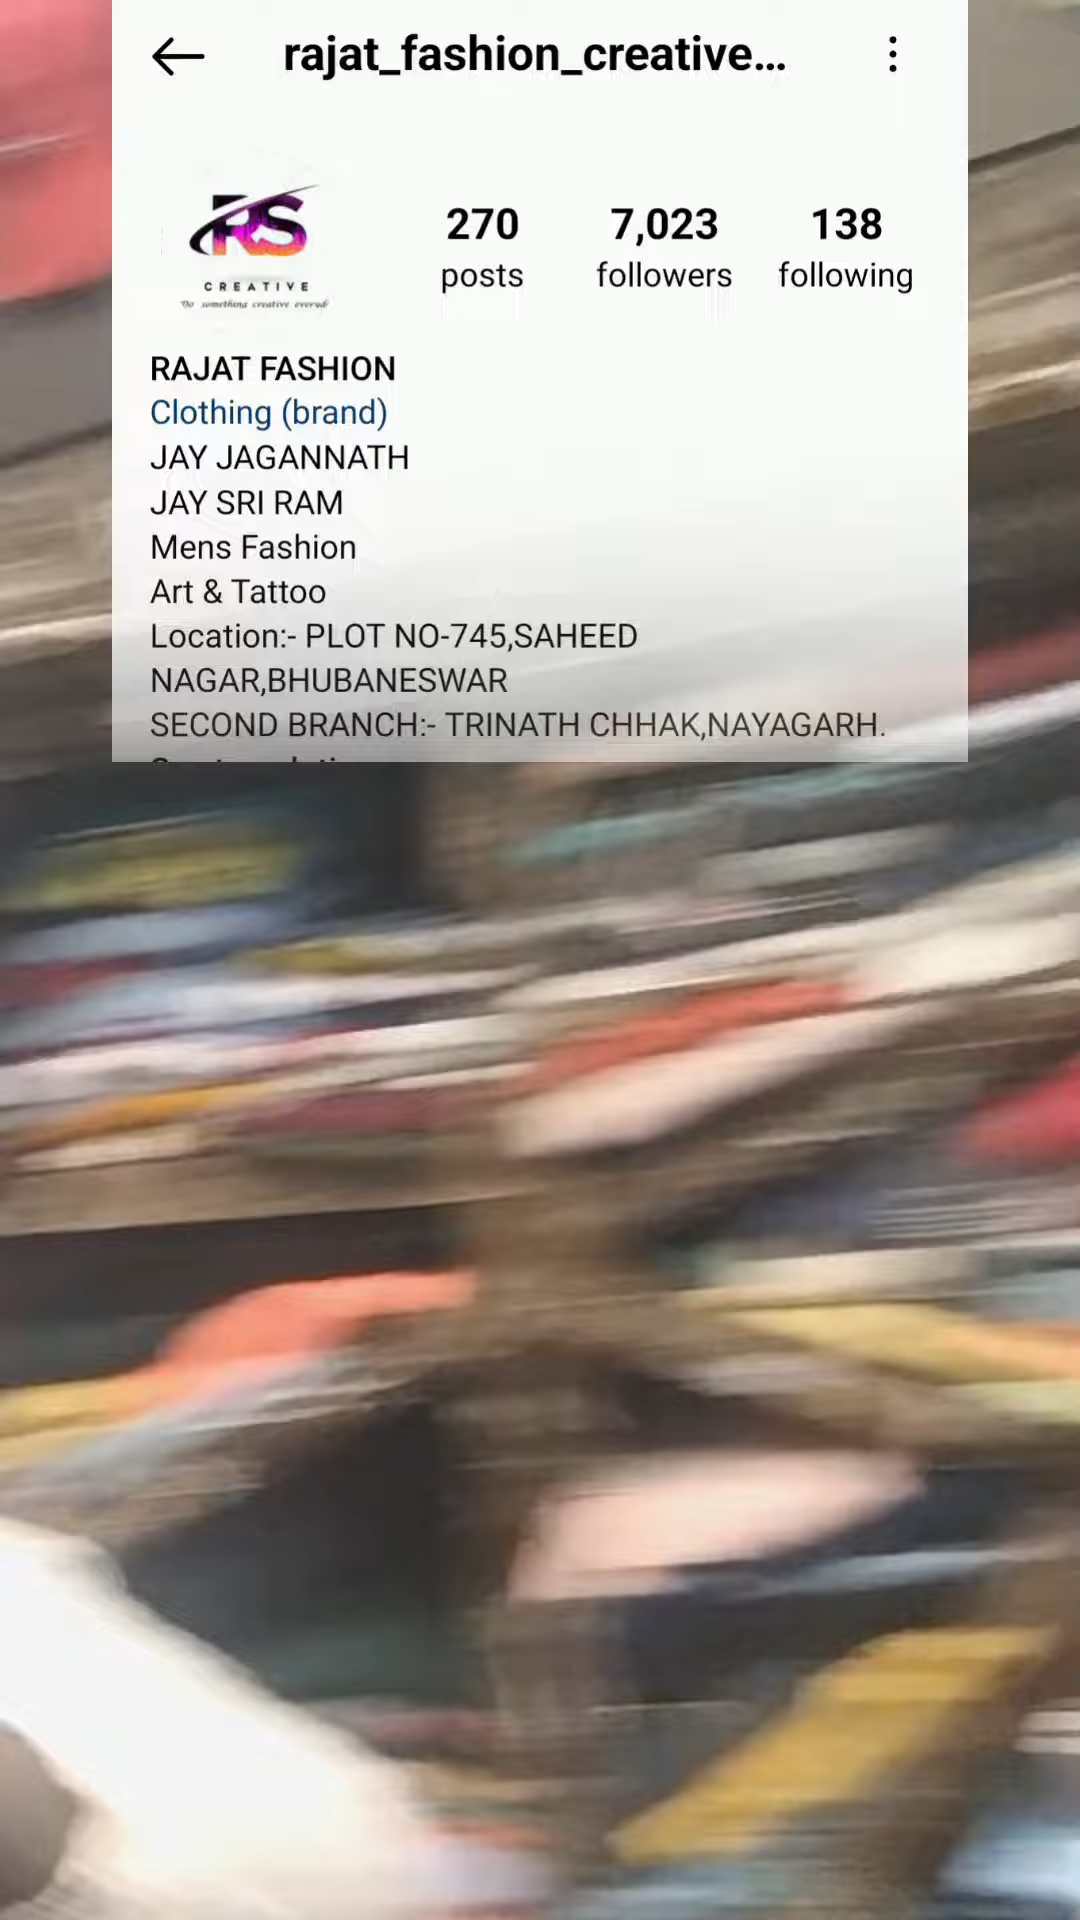 rajat_fashion_creative...
RS
CREATIVE
270 posts
7,023 followers
138 following
RAJAT FASHION
Clothing (brand)
JAY JAGANNATH
JAY SRI RAM
Mens Fashion
Art & Tattoo
Location:- PLOT NO-745,SAHEED
NAGAR,BHUBANESWAR
SECOND BRANCH:- TRINATH CHHAK,NAYAGARH.